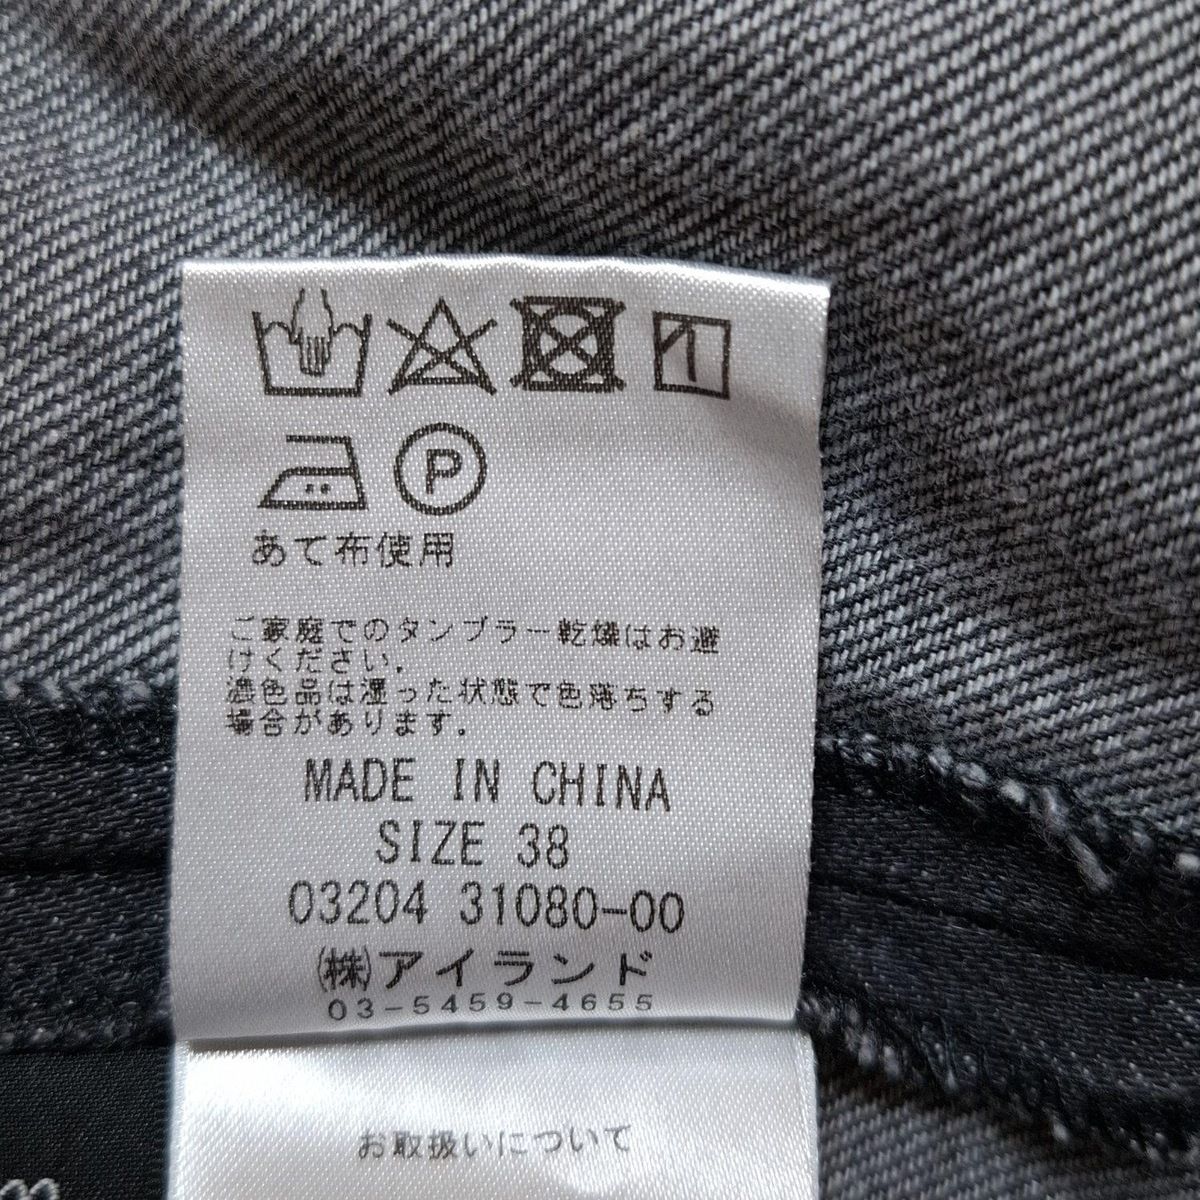 P
あて布使用
ご家庭でのタンブラー乾燥はお避
けください.
濃色品は湿った状態で色落ちする
場合があります.
MADE IN CHINA
SIZE 38
03204 31080-00
㈱アイランド
03-5459-4655
お取扱いについて